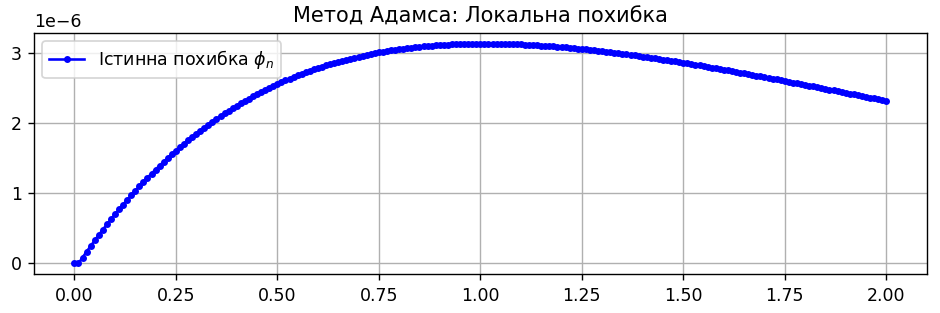 Метод Адамса: Локальна похибка
1e−6
Істинна похибка ϕₙ
3
2
1
0
0.00 0.25 0.50 0.75 1.00 1.25 1.50 1.75 2.00